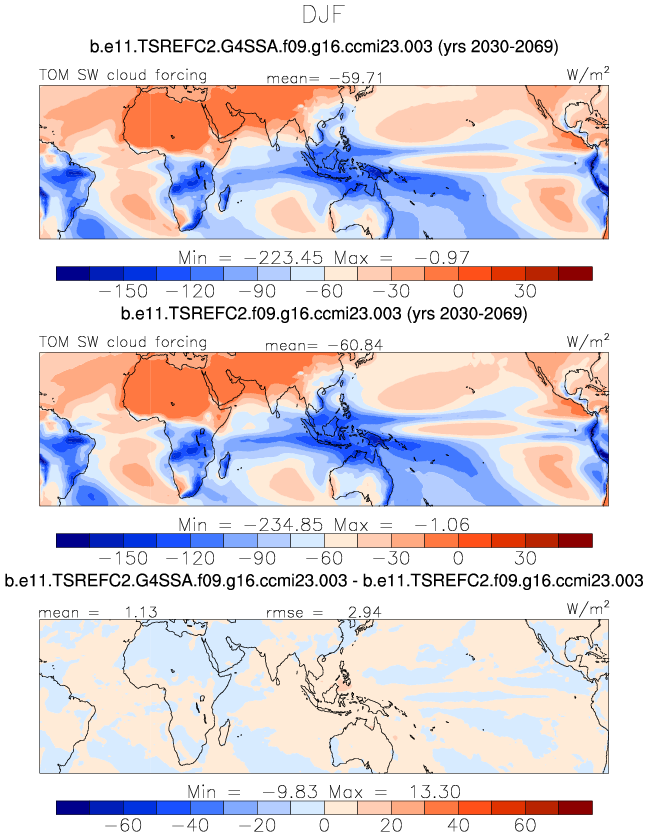 DJF
b.e11.TSREFC2.G4SSA.f09.g16.ccmi23.003 (yrs 2030-2069)
TOM SW cloud forcing mean= −59.71 W/m²
Min = −223.45 Max = −0.97
−150 −120 −90 −60 −30 0 30
b.e11.TSREFC2.f09.g16.ccmi23.003 (yrs 2030-2069)
TOM SW cloud forcing mean= −60.84 W/m²
Min = −234.85 Max = −1.06
−150 −120 −90 −60 −30 0 30
b.e11.TSREFC2.G4SSA.f09.g16.ccmi23.003 - b.e11.TSREFC2.f09.g16.ccmi23.003
mean = 1.13 rmse = 2.94 W/m²
Min = −9.83 Max = 13.30
−60 −40 −20 0 20 40 60